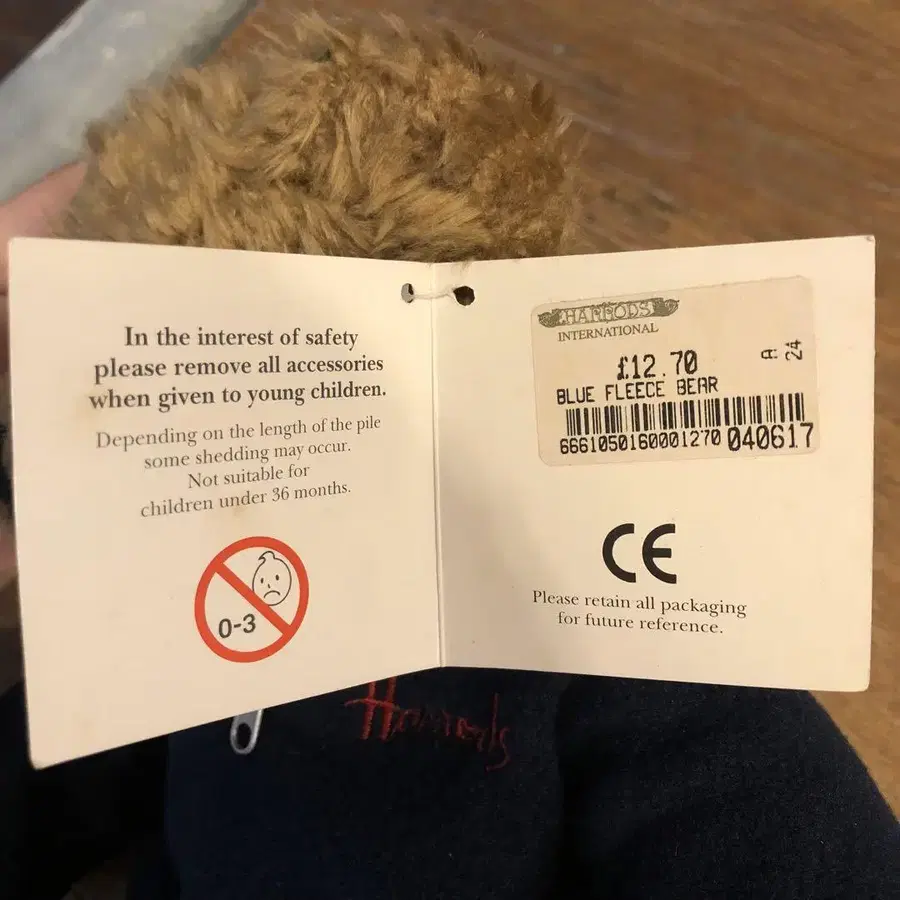 In the interest of safety
please remove all accessories
when given to young children.
Depending on the length of the pile
some shedding may occur.
Not suitable for
children under 36 months.
0-3
HARRODS
INTERNATIONAL
£12.70
A
24
BLUE FLEECE BEAR
6661050160001270 040617
CE
Please retain all packaging
for future reference.
Harrods